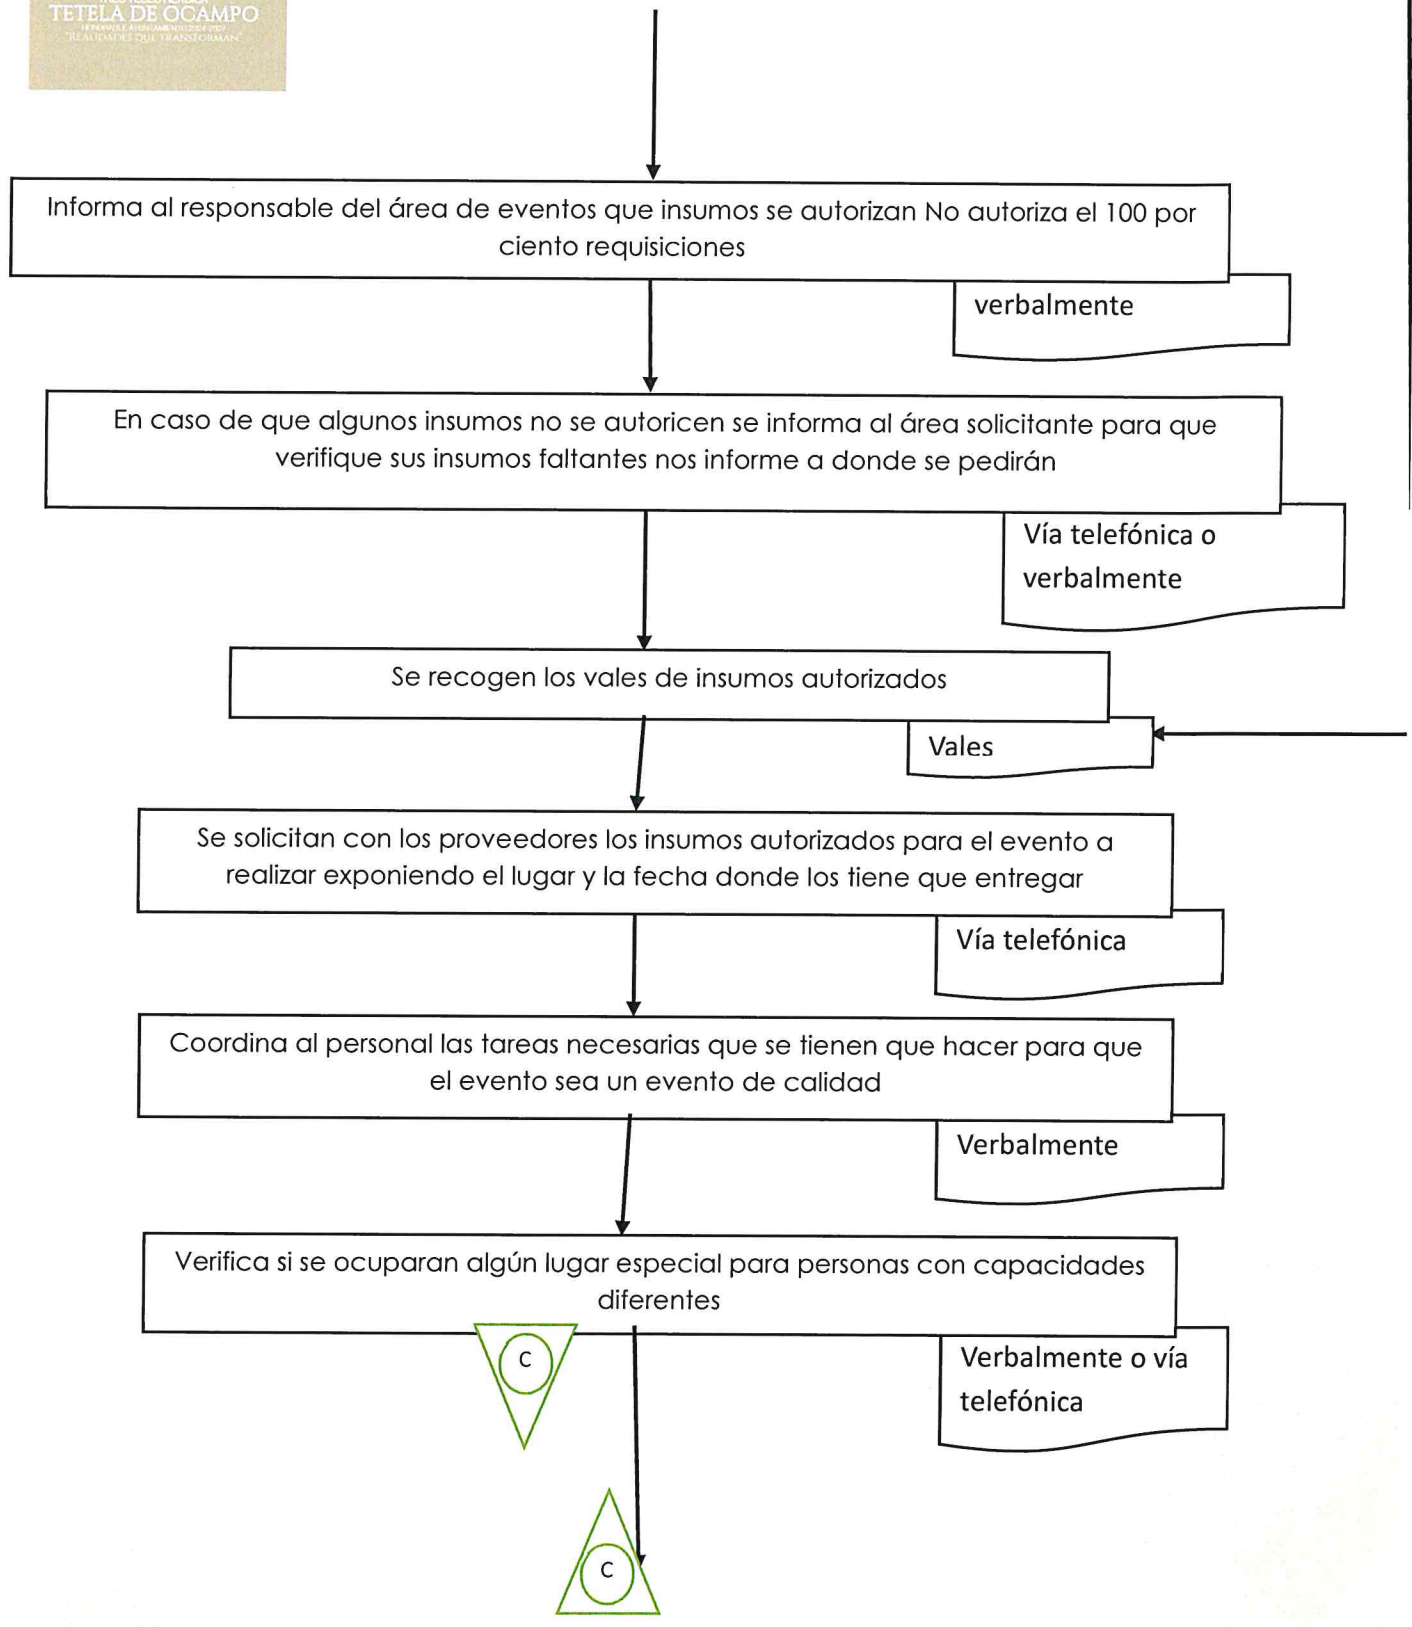 TETELA DE OCAMPO
"REALIDADES QUE TRANSFORMAN"
Informa al responsable del área de eventos que insumos se autorizan No autoriza el 100 por
ciento requisiciones
verbalmente
En caso de que algunos insumos no se autoricen se informa al área solicitante para que
verifique sus insumos faltantes nos informe a donde se pedirán
Vía telefónica o
verbalmente
Se recogen los vales de insumos autorizados
Vales
Se solicitan con los proveedores los insumos autorizados para el evento a
realizar exponiendo el lugar y la fecha donde los tiene que entregar
Vía telefónica
Coordina al personal las tareas necesarias que se tienen que hacer para que
el evento sea un evento de calidad
Verbalmente
Verifica si se ocuparan algún lugar especial para personas con capacidades
diferentes
C
Verbalmente o vía
telefónica
C